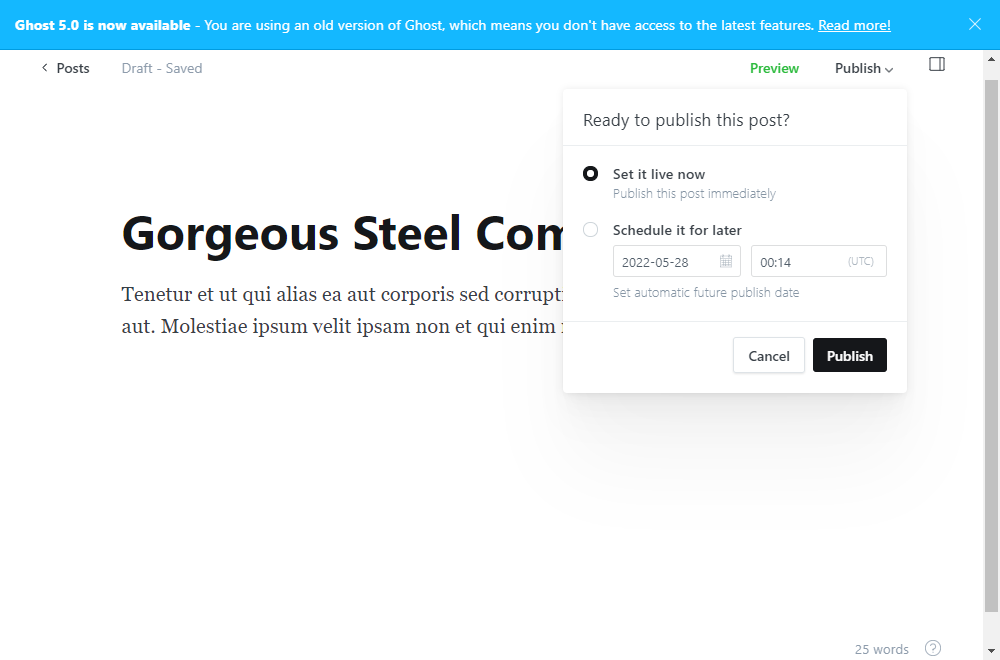 Ghost 5.0 is now available - You are using an old version of Ghost, which means you don't have access to the latest features. Read more!
Posts
Draft - Saved
Preview
Publish
Ready to publish this post?
Set it live now
Publish this post immediately
Schedule it for later
2022-05-28
00:14
(UTC)
Set automatic future publish date
Cancel
Publish
Gorgeous Steel
Tenetur et ut qui alias ea aut corporis sed
aut. Molestiae ipsum velit ipsam non et qui enim
25 words